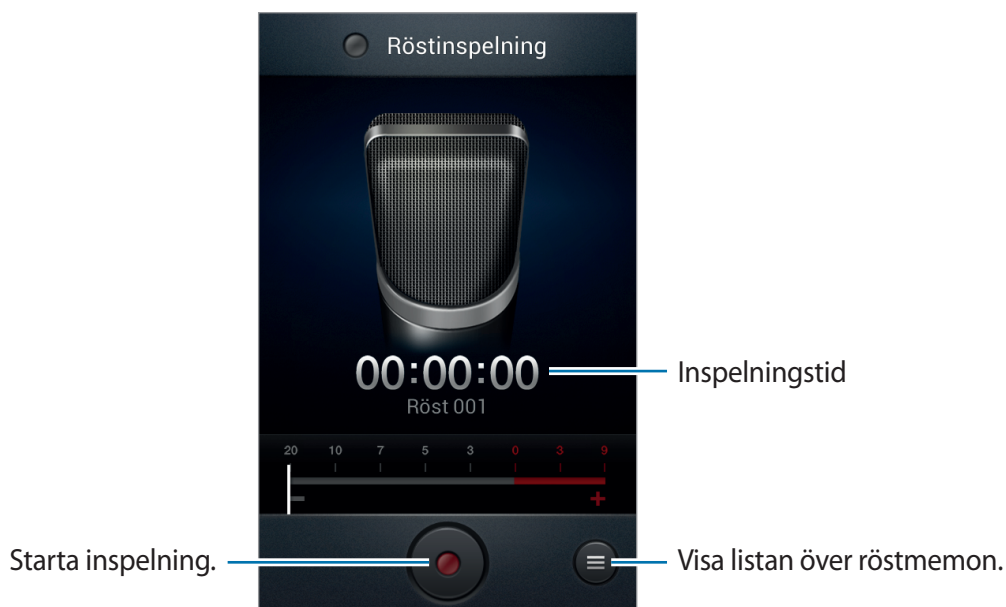 Röstinspelning
00:00:00
Inspelningstid
Röst 001
20 10 7 5 3 0 3 9
- +
Starta inspelning.
Visa listan över röstmemon.